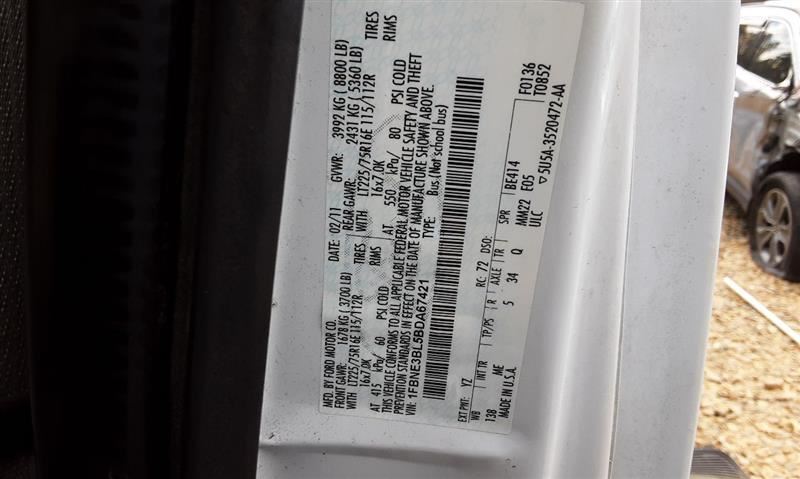 MFD. BY FORD MOTOR CO.
DATE: 02/11 GVWR: 3992 KG ( 8800 LB)
FRONT GAWR: 1678 KG ( 3700 LB) REAR GAWR: 2431 KG ( 5360 LB)
WITH LT225/75R16E 115/112R TIRES WITH LT225/75R16E 115/112R TIRES
16x7.0K RIMS 16x7.0K RIMS
AT 415 kPa/ 60 PSI COLD AT 550 kPa/ 80 PSI COLD
THIS VEHICLE CONFORMS TO ALL APPLICABLE FEDERAL MOTOR VEHICLE SAFETY AND THEFT
PREVENTION STANDARDS IN EFFECT ON THE DATE OF MANUFACTURE SHOWN ABOVE.
VIN: 1FBNE3BL5BDA67421 TYPE: Bus (Not school bus)
F0136
T0852
EXT PNT: YZ RC: 72 DSO:
WB INT TR TP/PS R AXLE TR SPR BE414
138 ME 5 34 Q MM22 E05
ULC
MADE IN U.S.A. ▽5U5A-3520472-AA